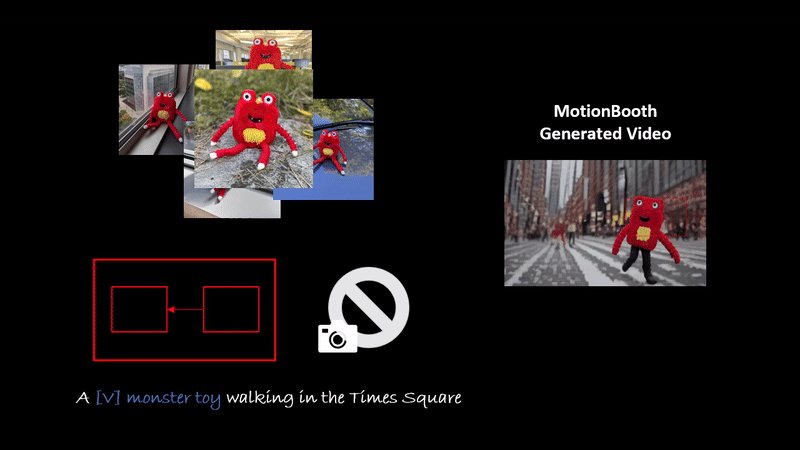 MotionBooth
Generated Video
A [V] monster toy walking in the Times Square